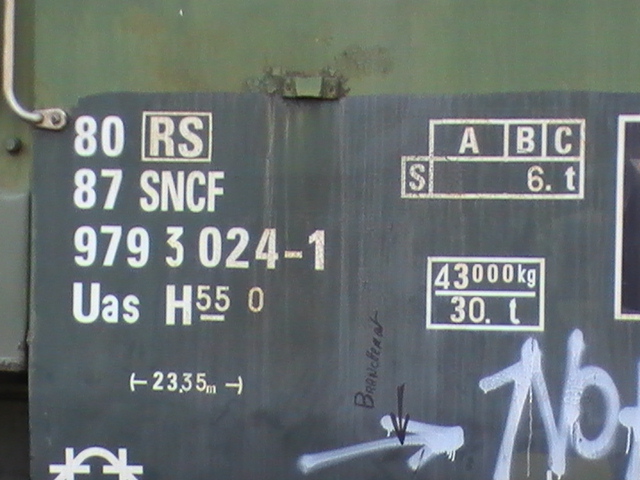 80 RS
87 SNCF
979 3 024-1
Uas H55 0
23,35m
A B C
S 6. t
43000kg
30. t